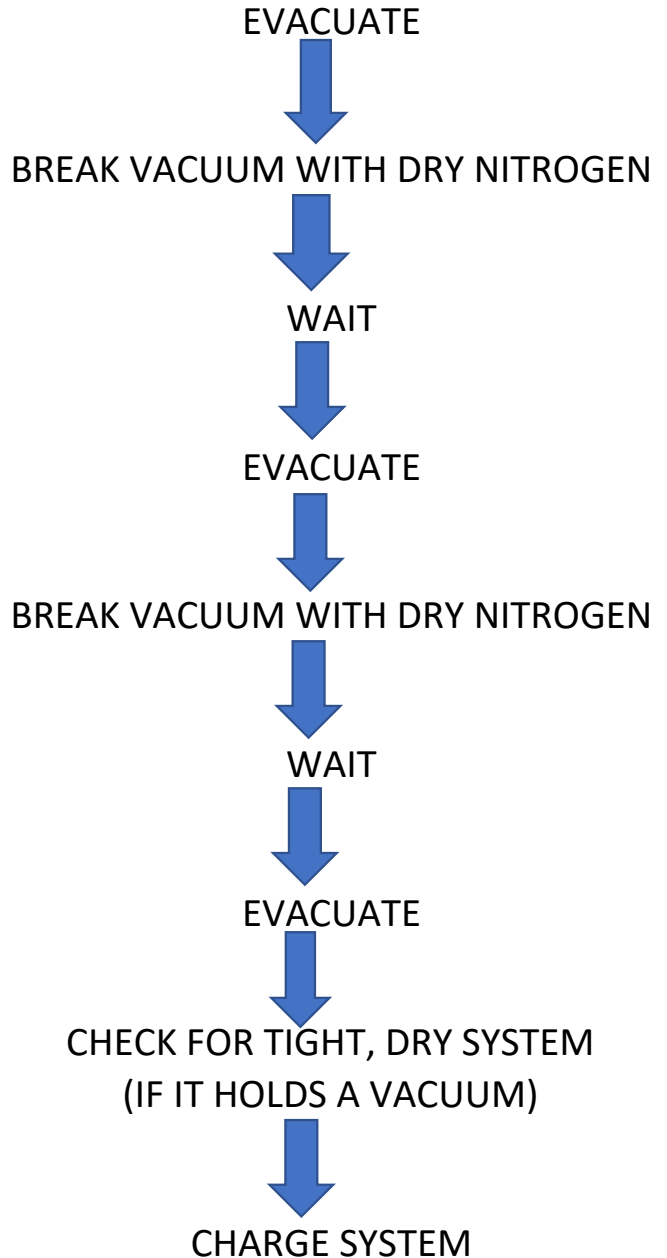 EVACUATE
BREAK VACUUM WITH DRY NITROGEN
WAIT
EVACUATE
BREAK VACUUM WITH DRY NITROGEN
WAIT
EVACUATE
CHECK FOR TIGHT, DRY SYSTEM
(IF IT HOLDS A VACUUM)
CHARGE SYSTEM